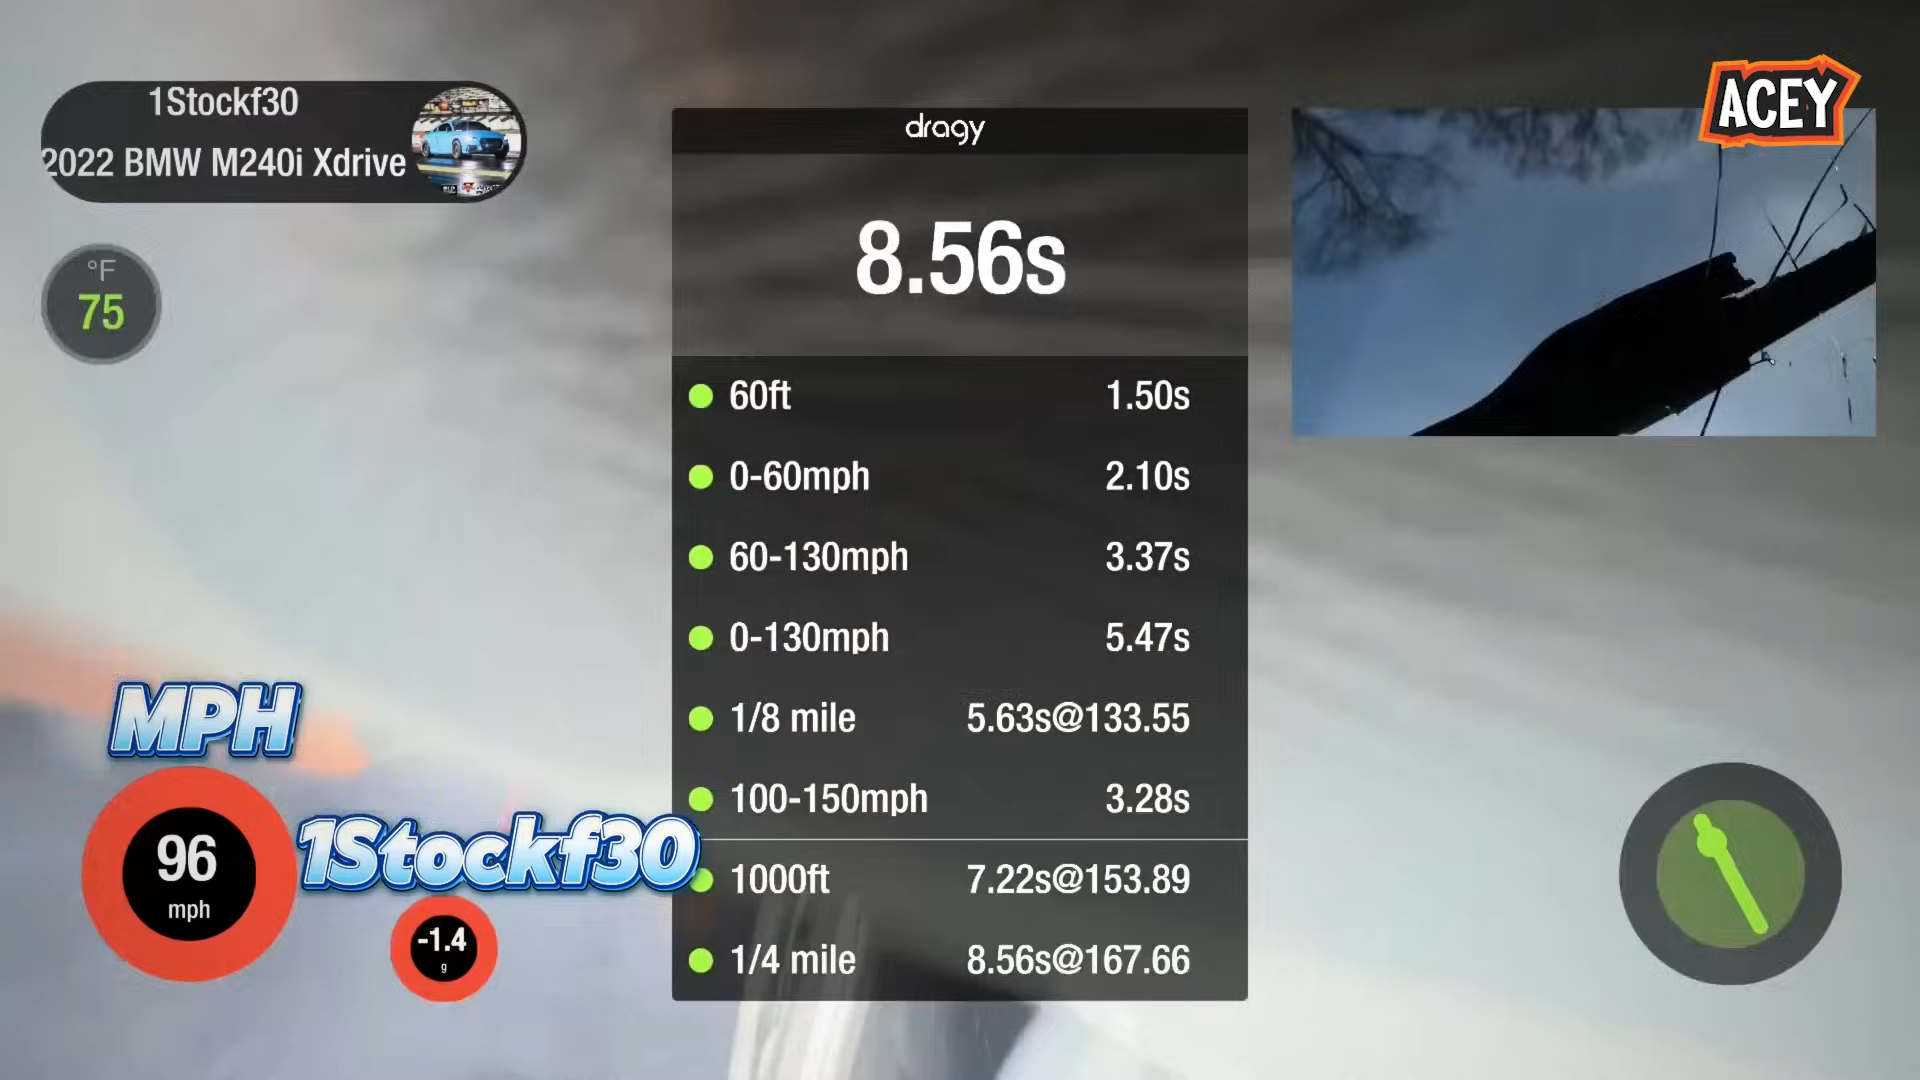 1Stockf30
2022 BMW M240i Xdrive
°F
75
dragy
8.56s
60ft 1.50s
0-60mph 2.10s
60-130mph 3.37s
0-130mph 5.47s
1/8 mile 5.63s@133.55
100-150mph 3.28s
1000ft 7.22s@153.89
1/4 mile 8.56s@167.66
ACEY
MPH
96
mph
1Stockf30
-1.4
g